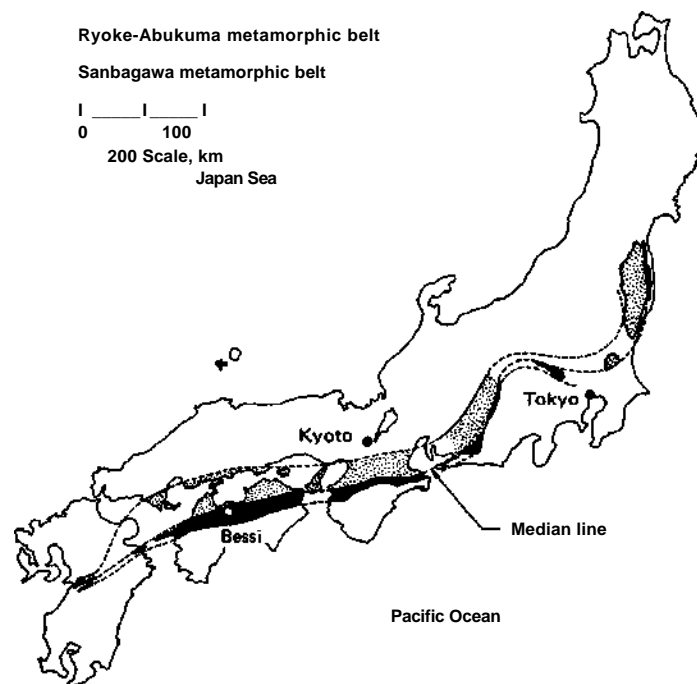 Ryoke-Abukuma metamorphic belt
Sanbagawa metamorphic belt
I _____I_____ I
0 100
200 Scale, km
Japan Sea
Tokyo
Kyoto
Median line
Bessi
Pacific Ocean